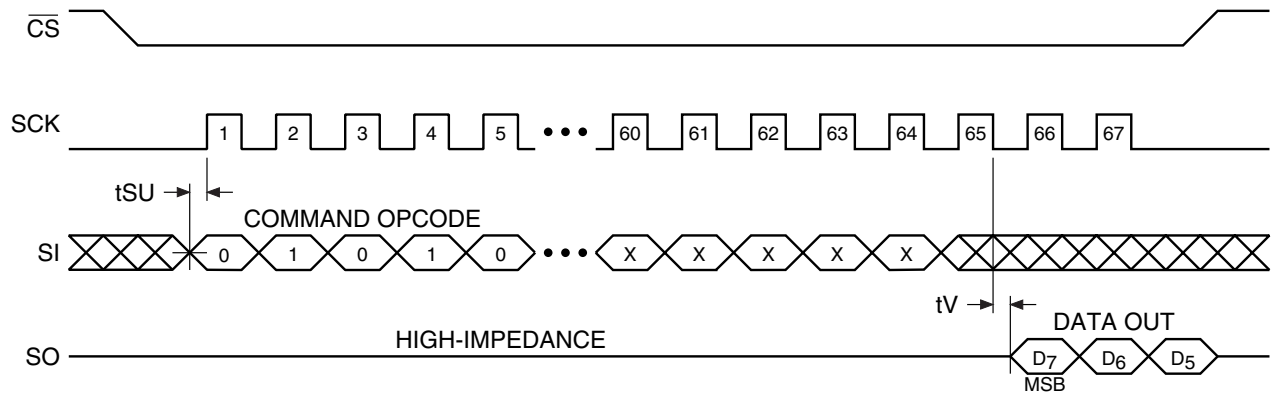 CS
SCK 1 2 3 4 5 ••• 60 61 62 63 64 65 66 67
tSU
COMMAND OPCODE
SI 0 1 0 1 0 ••• X X X X X
tV
DATA OUT
HIGH-IMPEDANCE
SO D7 D6 D5
MSB